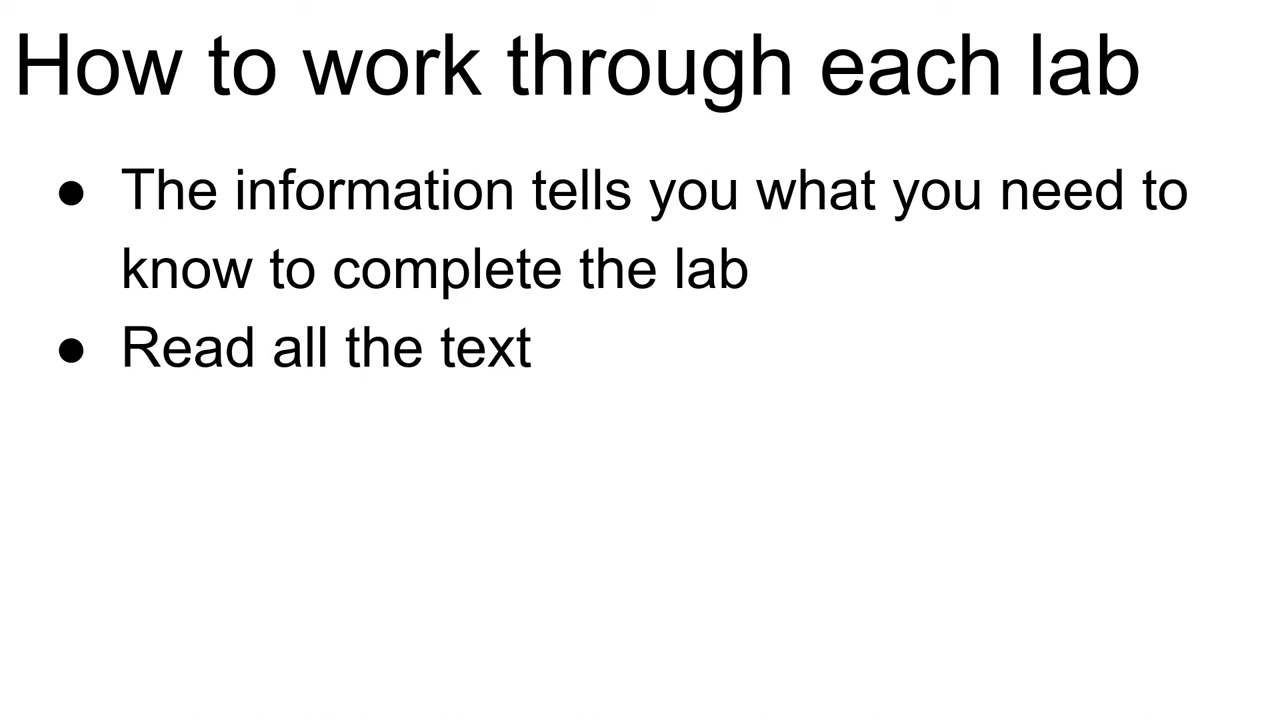 How to work through each lab
● The information tells you what you need to
know to complete the lab
● Read all the text